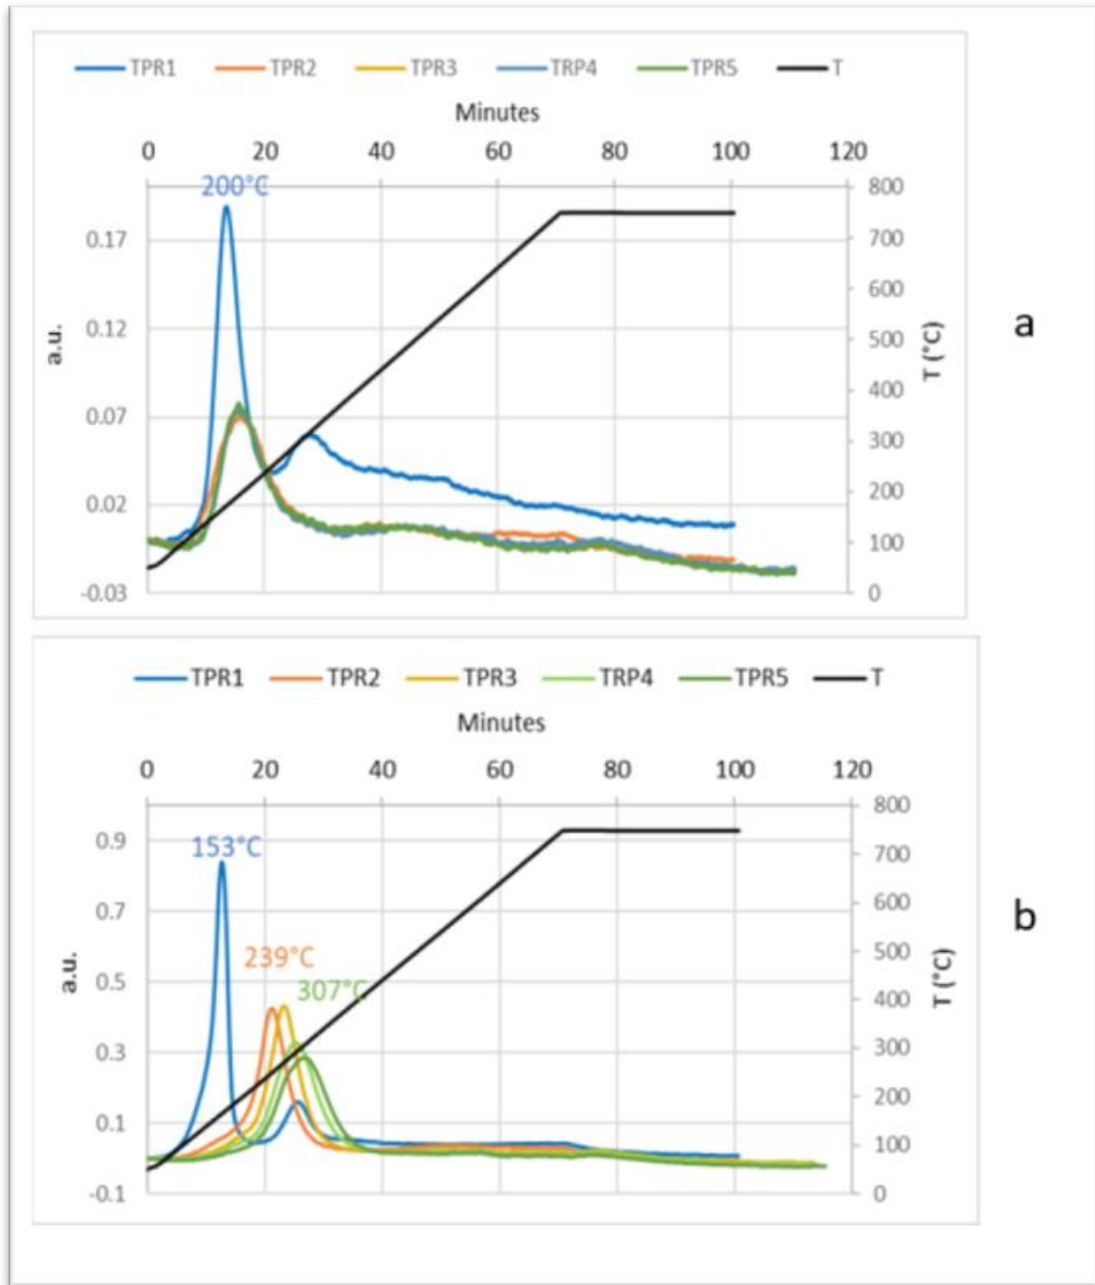 TPR1 TPR2 TPR3 TRP4 TPR5 T
Minutes
0 20 40 60 80 100 120
200°C
800
0.17
700
600
0.12
500
a.u.
T (°C)
a
400
0.07
300
200
0.02
100
-0.03
0
TPR1 TPR2 TPR3 TRP4 TPR5 T
Minutes
0 20 40 60 80 100 120
800
0.9
153°C
700
0.7
600
239°C
500
a.u.
0.5
307°C
T (°C)
b
400
0.3
300
200
0.1
100
-0.1
0